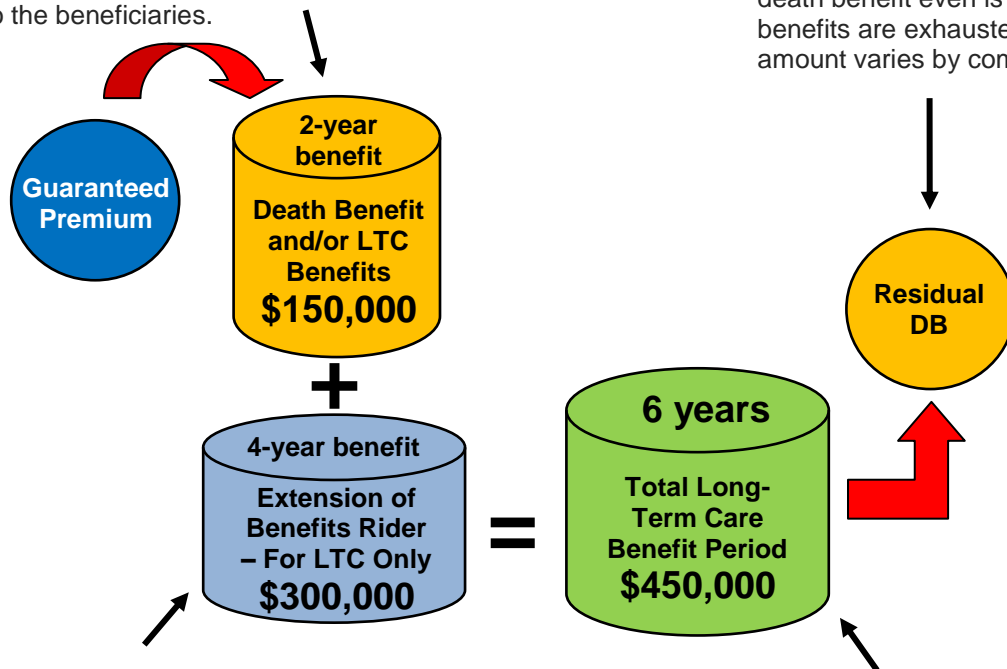 o the beneficiaries.
death benefit even is
benefits are exhauste
amount varies by
2-year
benefit
Guaranteed
Premium
Death Benefit
and/or LTC
Benefits
$150,000
Residual
DB
+
4-year benefit
Extension of
Benefits Rider
– For LTC Only
$300,000
=
6 years
Total Long-
Term Care
Benefit Period
$450,000